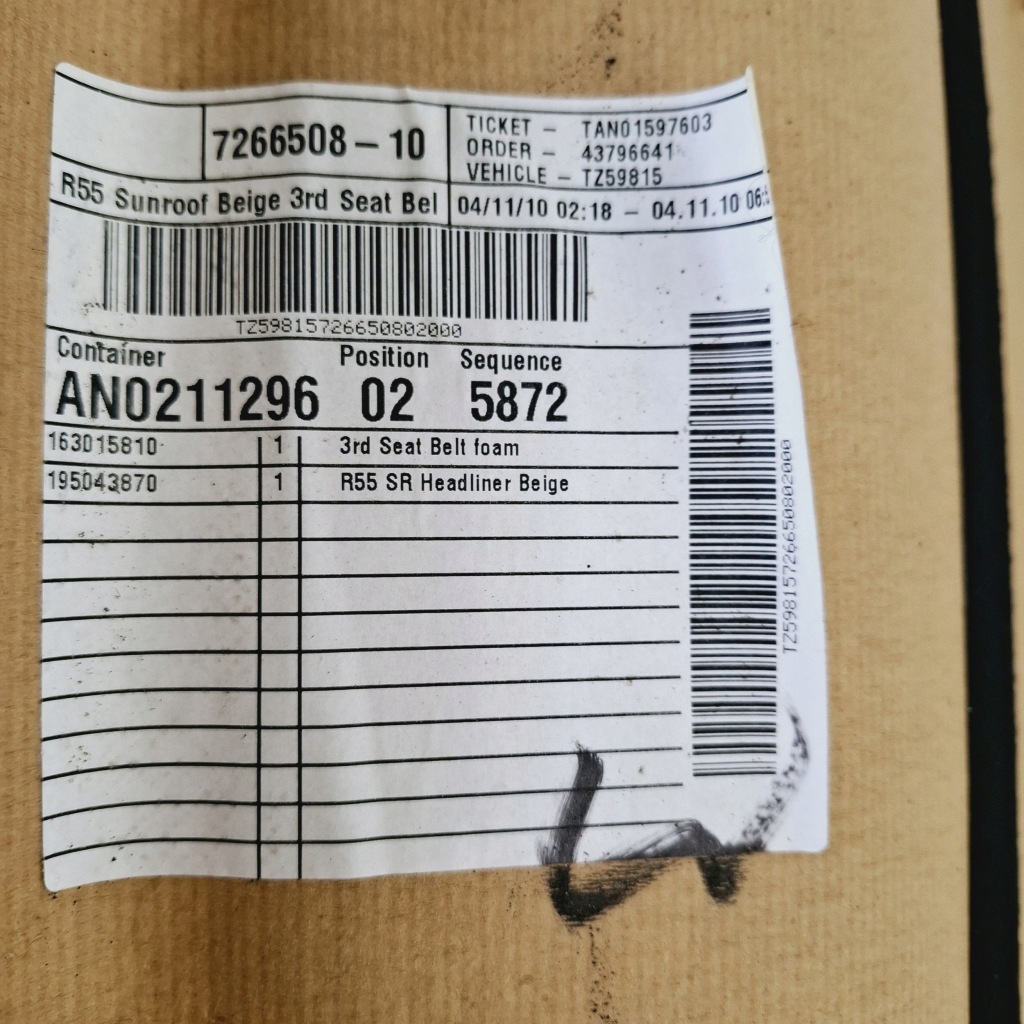 7266508 – 10
TICKET – TAN01597603
ORDER – 43796641
VEHICLE – TZ59815
R55 Sunroof Beige 3rd Seat Bel
04/11/10 02:18 – 04.11.10
TZ59815726650802000
Container Position Sequence
AN0211296 02 5872
163015810 1 3rd Seat Belt foam
195043870 1 R55 SR Headliner Beige
TZ59815726650802000